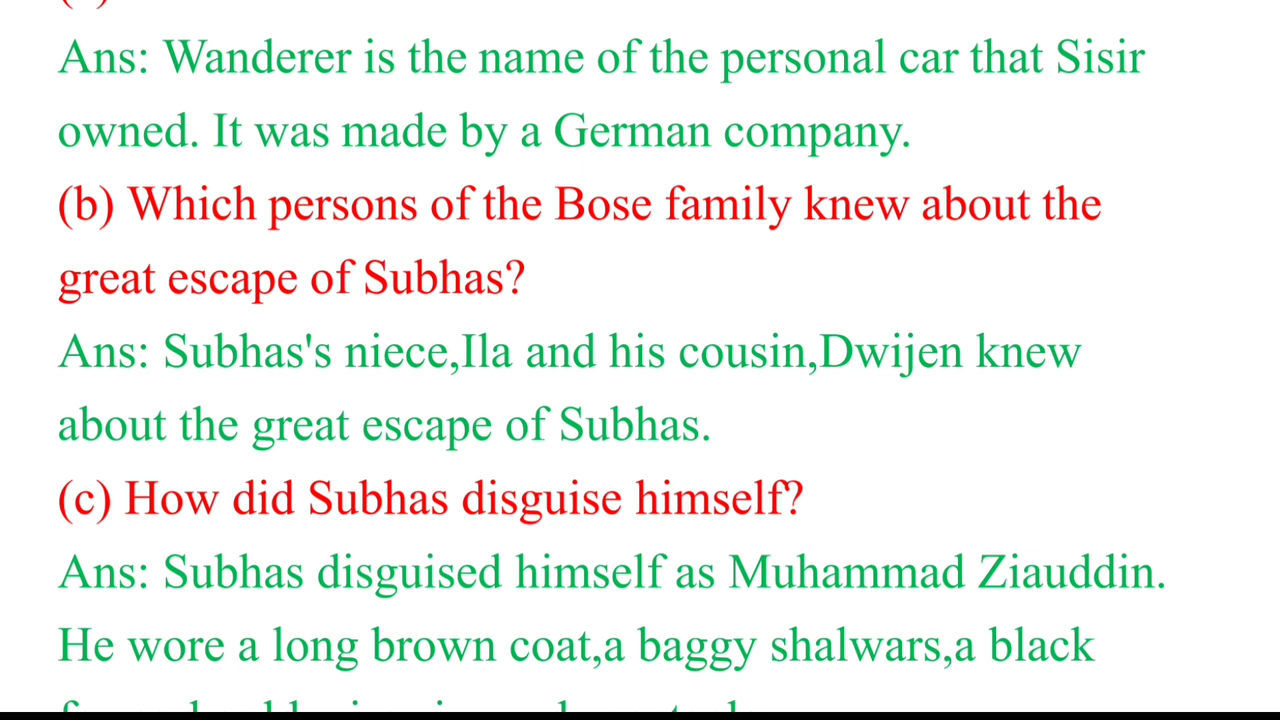 Ans: Wanderer is the name of the personal car that Sisir
owned. It was made by a German company.
(b) Which persons of the Bose family knew about the
great escape of Subhas?
Ans: Subhas's niece,Ila and his cousin,Dwijen knew
about the great escape of Subhas.
(c) How did Subhas disguise himself?
Ans: Subhas disguised himself as Muhammad Ziauddin.
He wore a long brown coat,a baggy shalwars,a black